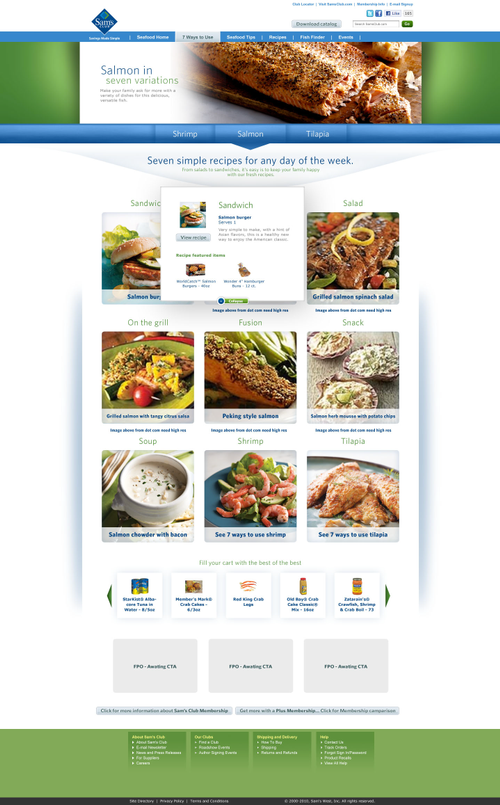 Club Locator | Visit SamsClub.com | Membership Info | E-mail Signup
Sam's
CLUB
Savings Made Simple
Like
Download catalog
Go
Seafood Home | 7 Ways to Use | Seafood Tips | Recipes | Fish Finder | Events
Salmon in
seven variations
Make your family ask for more with a
variety of dishes for this delicious,
versatile fish.
Shrimp
Salmon
Tilapia
Seven simple recipes for any day of the week.
From salads to sandwiches, it's easy to keep your family happy
with our fresh recipes.
Sandwic
Salad
Sandwich
Salmon burger
Serves 1
Very simple to make, with a hint of
Asian flavors, this is a healthy new
way to enjoy the American classic.
View recipe
Recipe featured items
Burgers - 40oz
Buns - 12 ct.
Collapse
Salmon bur
Grilled salmon spinach salad
Image above from dot com need high res
Image above from dot com need high res
On the grill
Fusion
Snack
Grilled salmon with tangy citrus salsa
Peking style salmon
Salmon herb mousse with potato chips
Image above from dot com need high res
Image above from dot com need high res
Image above from dot com need high res
Soup
Shrimp
Tilapia
Salmon chowder with bacon
See 7 ways to use shrimp
See 7 ways to use tilapia
Fill your cart with the best of the best
StarKist® Alba-
core Tuna in
Water - 8/5oz
Member's Mark®
Crab Cakes -
6/3oz
Red King Crab
Legs
Old Bay® Crab
Cake Classic®
Mix - 16oz
Zatarain's®
Crawfish, Shrimp
& Crab Boil - 73
FPO - Awating CTA
FPO - Awating CTA
FPO - Awating CTA
Click for more information about Sam's Club Membership
Get more with a Plus Membership... Click for Membership comparison
About Sam's Club
About Sam's Club
E-mail Newsletter
News and Press Releases
For Suppliers
Careers
Our Clubs
Find a Club
Roadshow Events
Author Signing Events
Shipping and Delivery
How To Buy
Shipping
Returns and Refunds
Help
Contact Us
Track Orders
Forgot Sign In/Password
Product Recalls
View All Help
Site Directory | Privacy Policy | Terms and Conditions
© 2000-2010, Sam's West, Inc. All rights reserved.